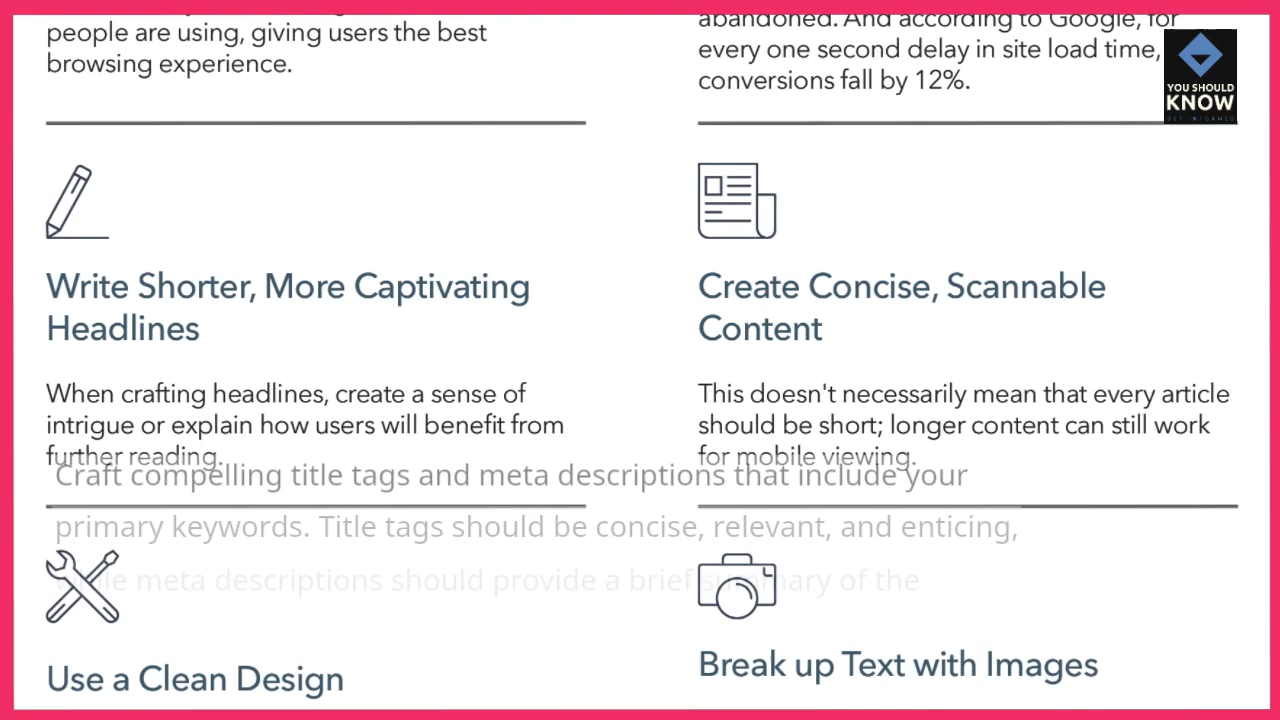 people are using, giving users the best
browsing experience.
abandoned. And according to Google, for
every one second delay in site load time,
conversions fall by 12%.
YOU SHOULD
KNOW
GET INFORMED
Write Shorter, More Captivating
Headlines
When crafting headlines, create a sense of
intrigue or explain how users will benefit from
further reading.
Create Concise, Scannable
Content
This doesn't necessarily mean that every article
should be short; longer content can still work
for mobile viewing.
Craft compelling title tags and meta descriptions that include your
primary keywords. Title tags should be concise, relevant, and enticing,
while meta descriptions should provide a brief summary of the
Use a Clean Design
Break up Text with Images